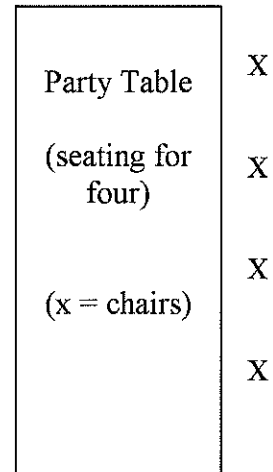 Party Table
(seating for
four)
(x = chairs)
X
X
X
X